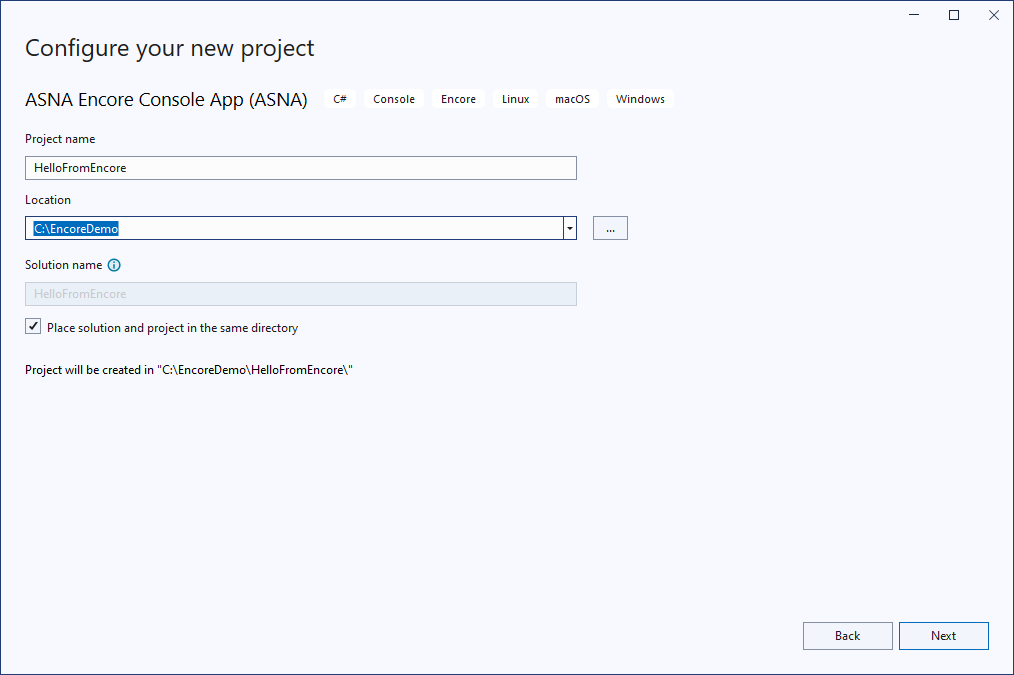 Configure your new project
ASNA Encore Console App (ASNA) C# Console Encore Linux macOS Windows
Project name
HelloFromEncore
Location
C:\EncoreDemo ...
Solution name
HelloFromEncore
Place solution and project in the same directory
Project will be created in "C:\EncoreDemo\HelloFromEncore\"
Back Next